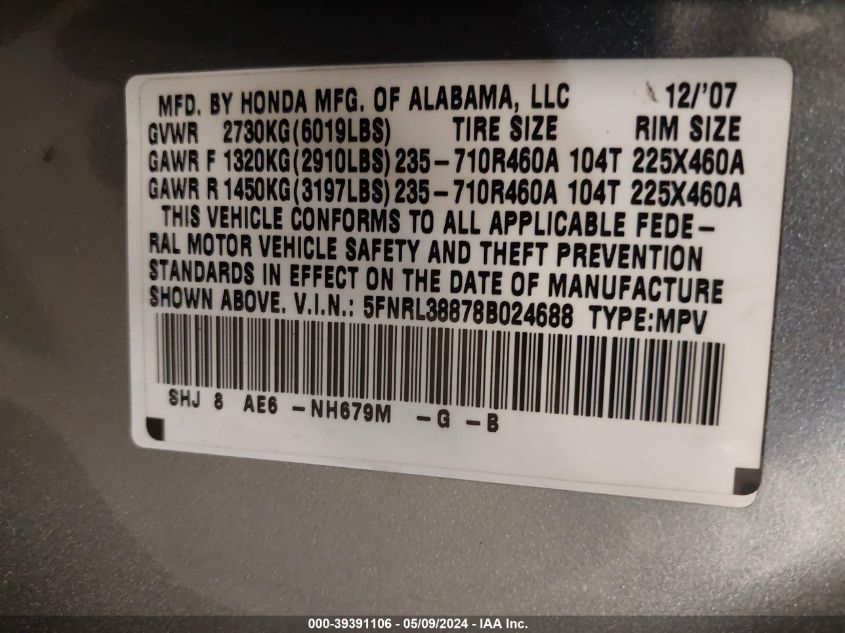 MFD. BY HONDA MFG. OF ALABAMA, LLC 12/'07
GVWR 2730KG(6019LBS) TIRE SIZE RIM SIZE
GAWR F 1320KG(2910LBS) 235-710R460A 104T 225X460A
GAWR R 1450KG(3197LBS) 235-710R460A 104T 225X460A
THIS VEHICLE CONFORMS TO ALL APPLICABLE FEDE-
RAL MOTOR VEHICLE SAFETY AND THEFT PREVENTION
STANDARDS IN EFFECT ON THE DATE OF MANUFACTURE
SHOWN ABOVE. V.I.N.: 5FNRL38878B024688 TYPE:MPV
SHJ 8 AE6 -NH679M -G -B
000-39391106 - 05/09/2024 - IAA Inc.